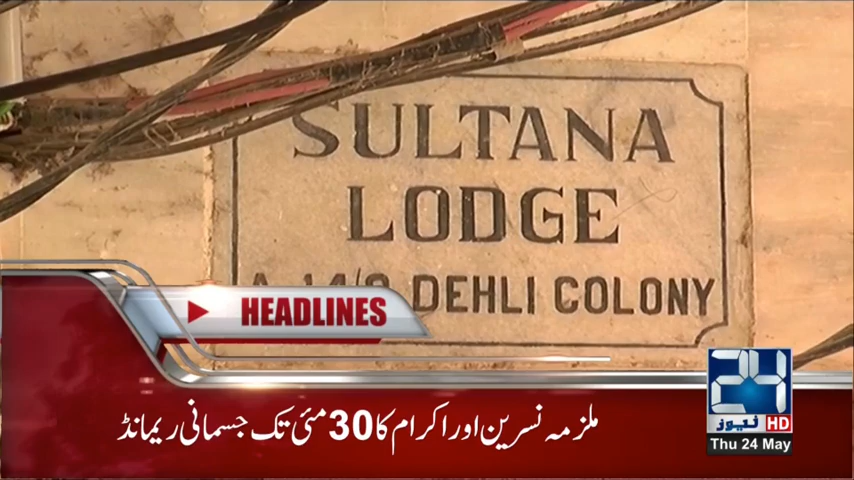 SULTANA
LODGE
DEHLI COLONY
HEADLINES
ملزمہ نسرین اور اکرام کا 30 مئی تک جسمانی ریمانڈ
24
نیوز HD
Thu 24 May